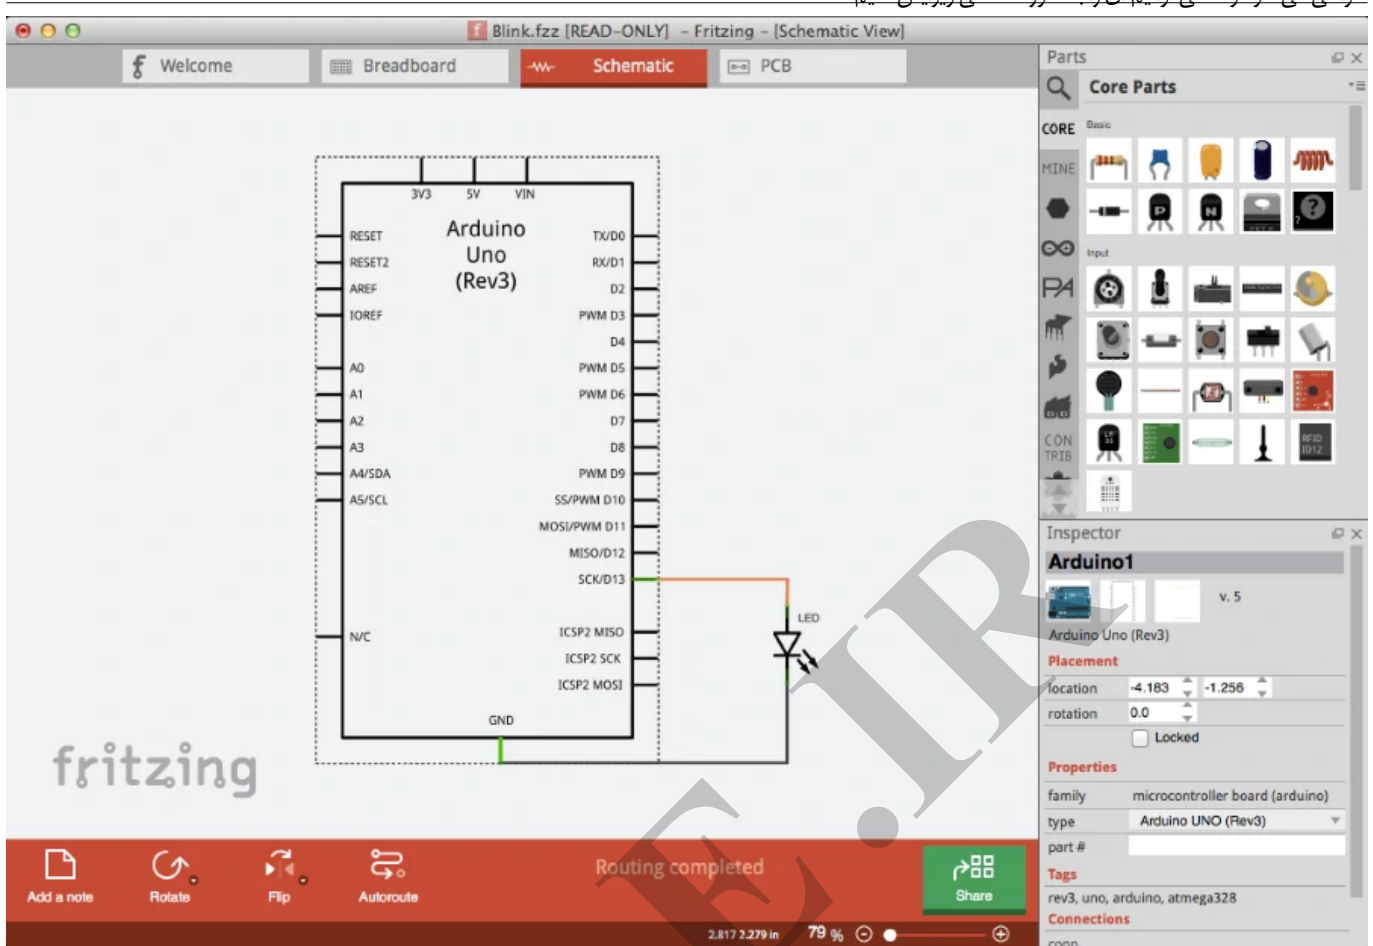 Blink.fzz [READ-ONLY] - Fritzing - [Schematic View]
Welcome
Breadboard
Schematic
PCB
3V3 5V VIN
Arduino
Uno
(Rev3)
RESET
RESET2
AREF
IOREF
A0
A1
A2
A3
A4/SDA
A5/SCL
N/C
TX/D0
RX/D1
D2
PWM D3
D4
PWM D5
PWM D6
D7
D8
PWM D9
SS/PWM D10
MOSI/PWM D11
MISO/D12
SCK/D13
ICSP2 MISO
ICSP2 SCK
ICSP2 MOSI
GND
LED
fritzing
Add a note
Rotate
Flip
Autoroute
Routing completed
Share
2.817 2.279 in
79 %
Parts
Core Parts
CORE
Basic
MINE
Input
CON
TRIB
RFID
ID12
Inspector
Arduino1
v. 5
Arduino Uno (Rev3)
Placement
location -4.183 -1.256
rotation 0.0
Locked
Properties
family microcontroller board (arduino)
type Arduino UNO (Rev3)
part #
Tags
rev3, uno, arduino, atmega328
Connections
conn
E.IR